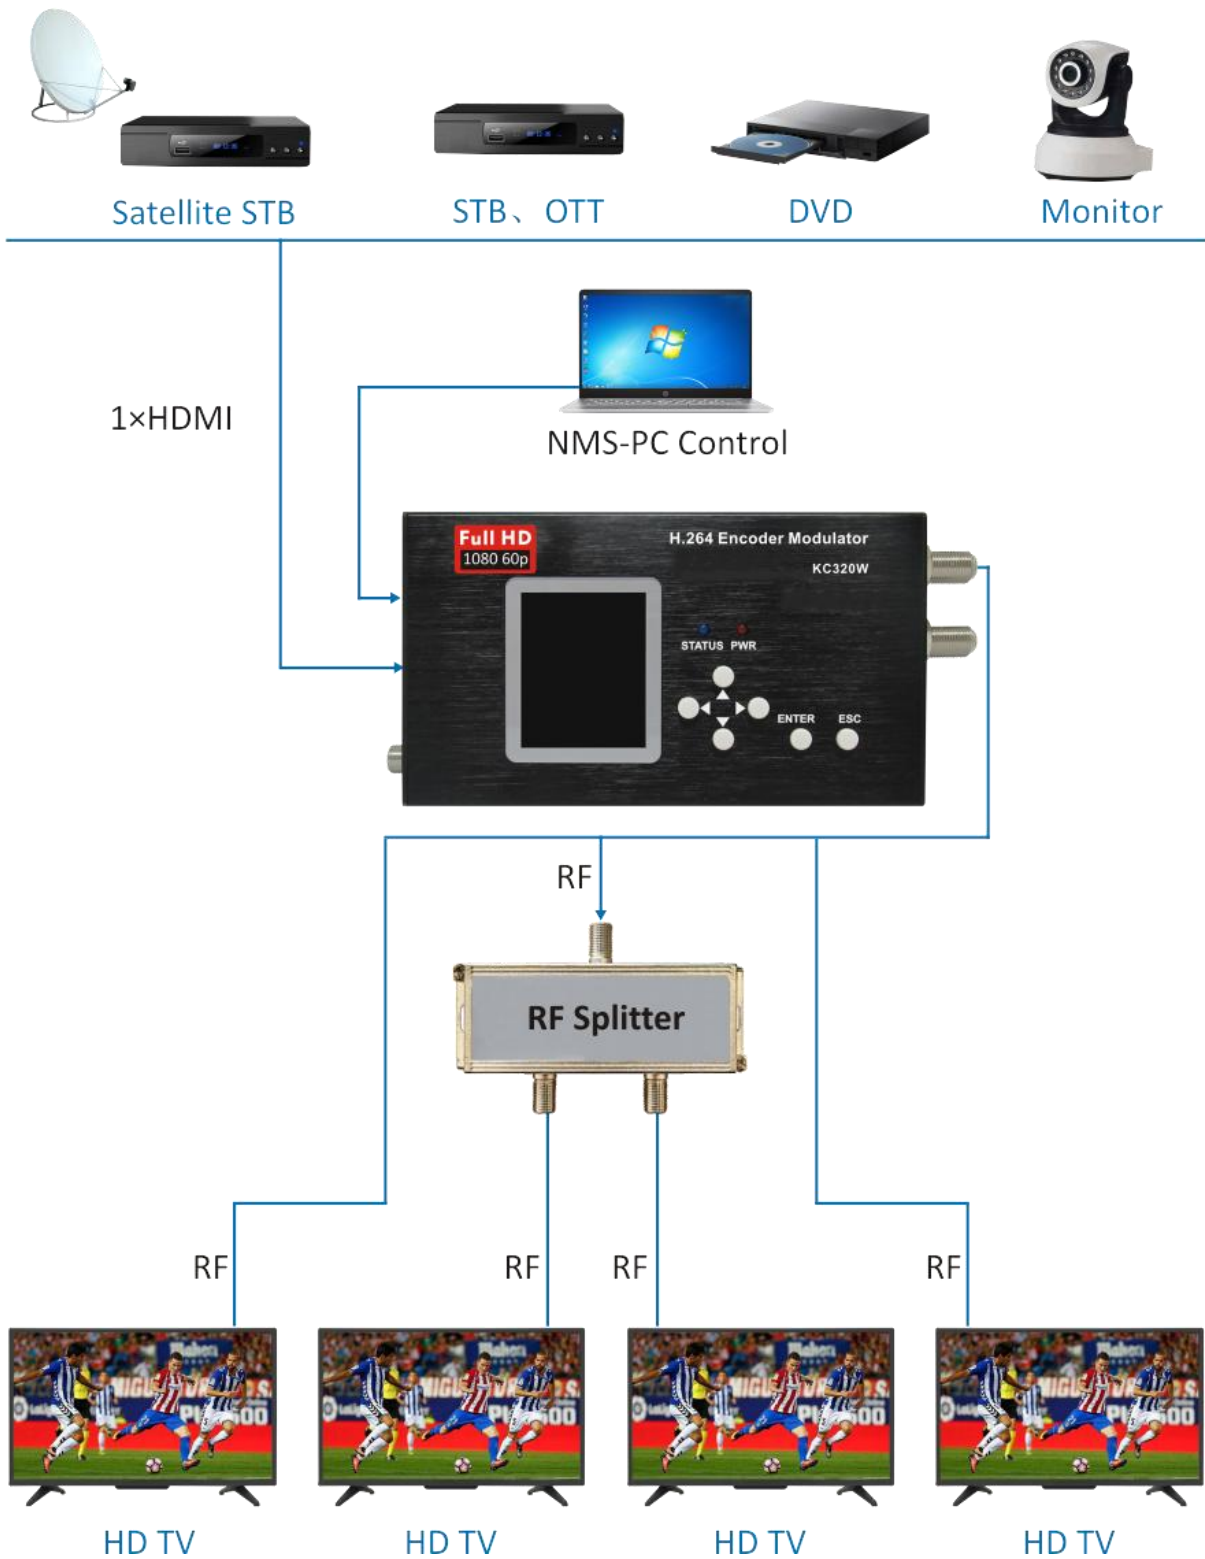 Satellite STB
STB、OTT
DVD
Monitor
1×HDMI
NMS-PC Control
Full HD
1080 60p
H.264 Encoder Modulator
KC320W
STATUS PWR
ENTER ESC
RF
RF Splitter
RF
RF
RF
RF
HD TV
HD TV
HD TV
HD TV